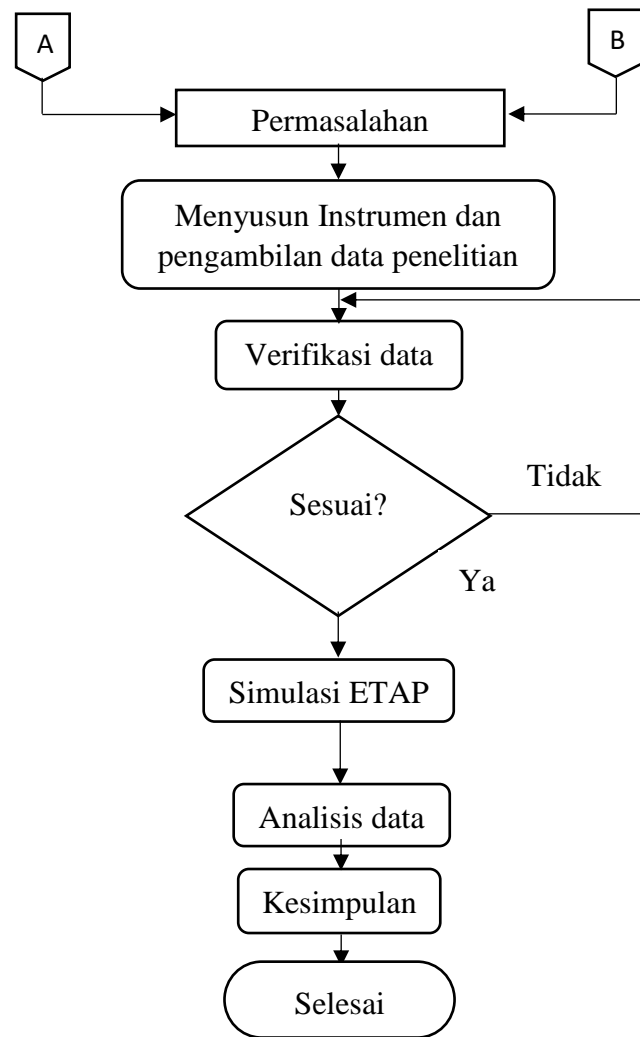 A
B
Permasalahan
Menyusun Instrumen dan
pengambilan data penelitian
Verifikasi data
Sesuai?
Tidak
Ya
Simulasi ETAP
Analisis data
Kesimpulan
Selesai